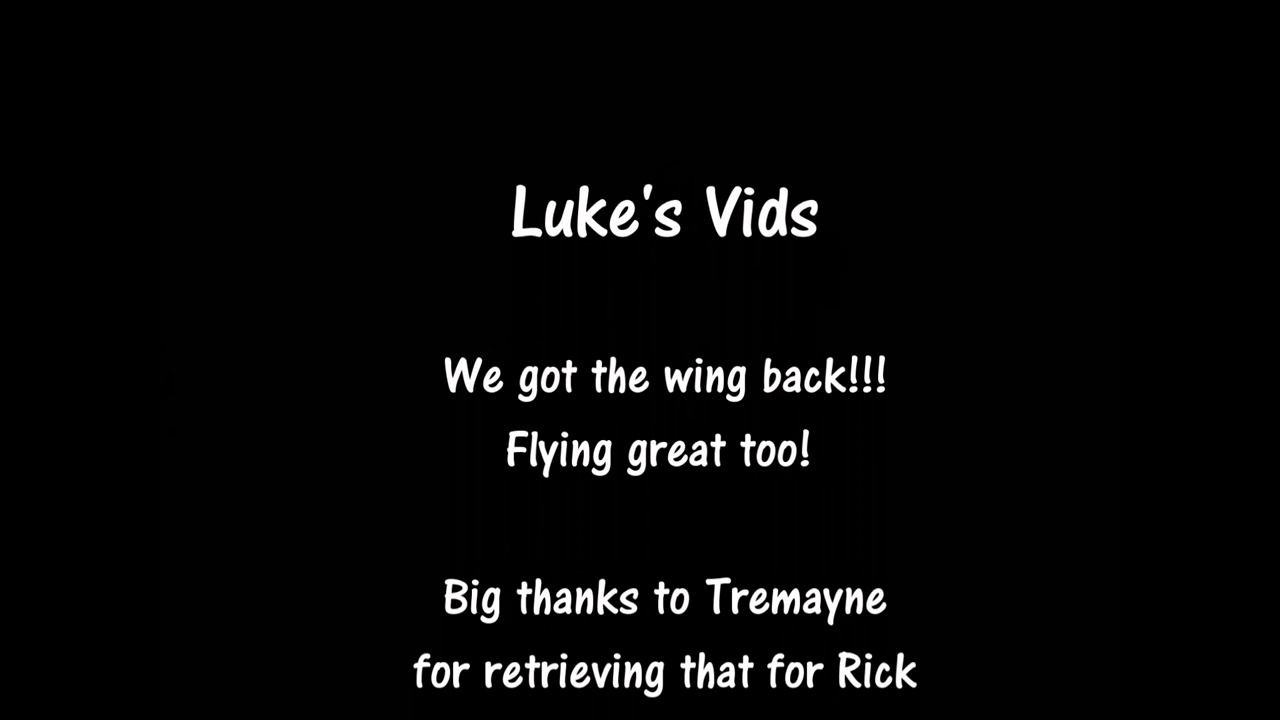 Luke's Vids
We got the wing back!!!
Flying great too!
Big thanks to Tremayne
for retrieving that for Rick